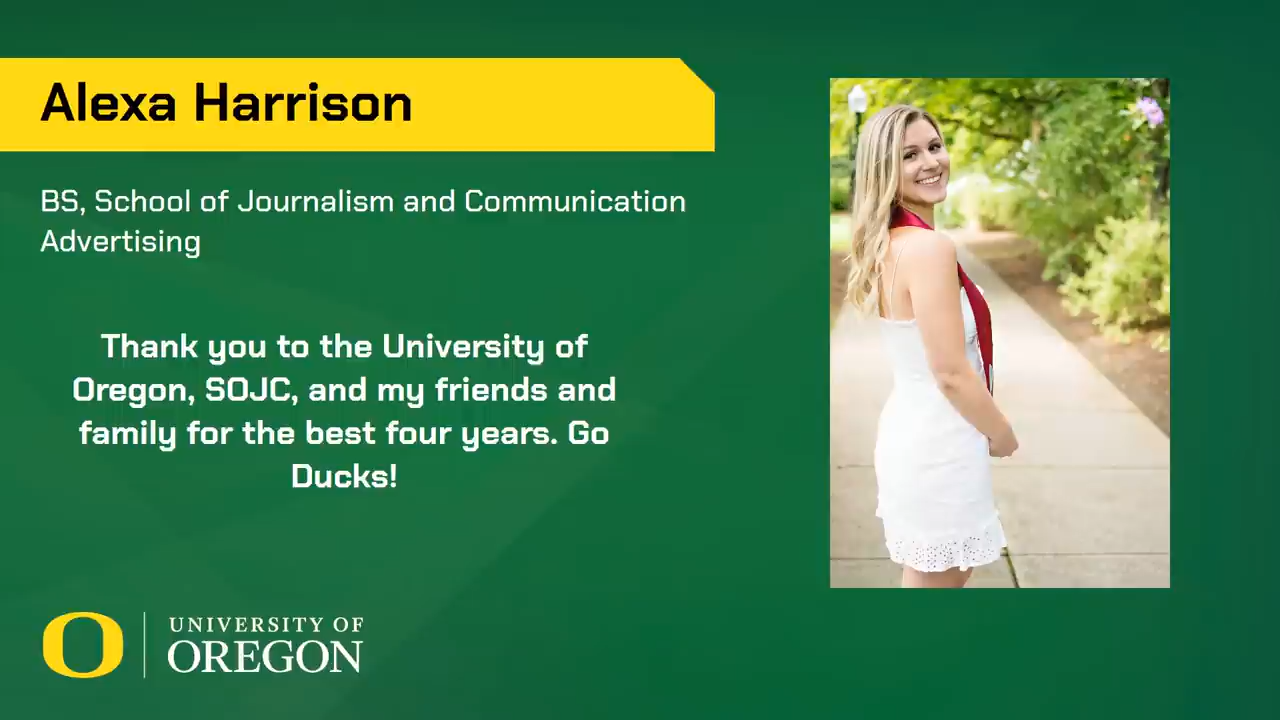 Alexa Harrison
BS, School of Journalism and Communication
Advertising
Thank you to the University of
Oregon, SOJC, and my friends and
family for the best four years. Go
Ducks!
O
UNIVERSITY OF
OREGON